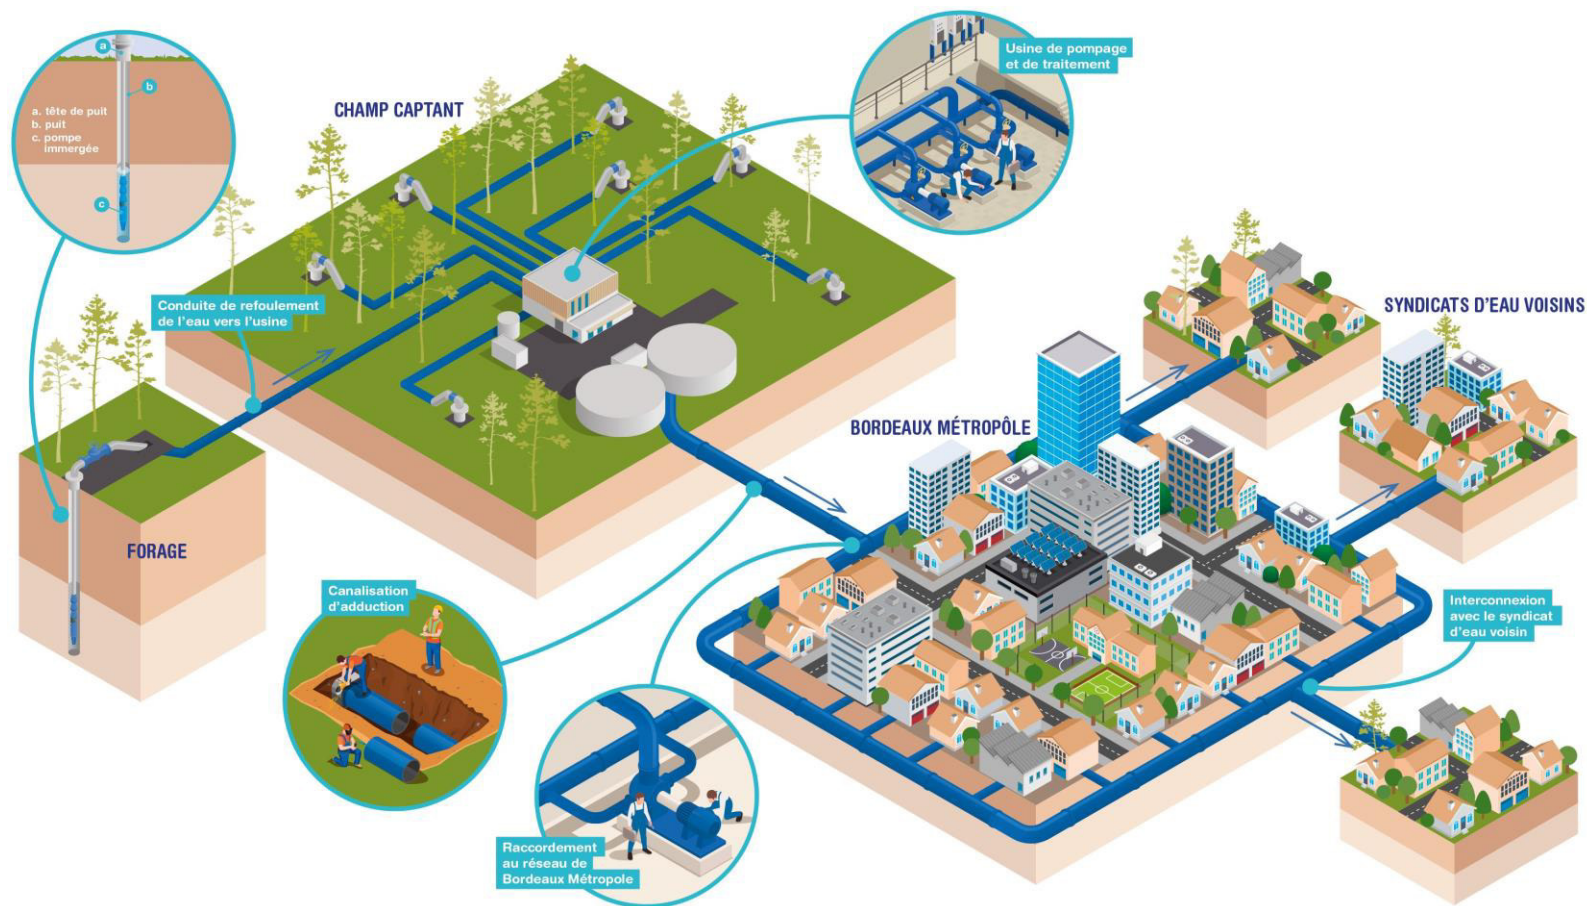 a
b
a. tête de puit
b. puit
c. pompe
immergée
c
CHAMP CAPTANT
Usine de pompage
et de traitement
Conduite de refoulement
de l'eau vers l'usine
FORAGE
SYNDICATS D'EAU VOISINS
BORDEAUX MÉTROPÔLE
Canalisation
d'adduction
Interconnexion
avec le syndicat
d'eau voisin
Raccordement
au réseau de
Bordeaux Métropole